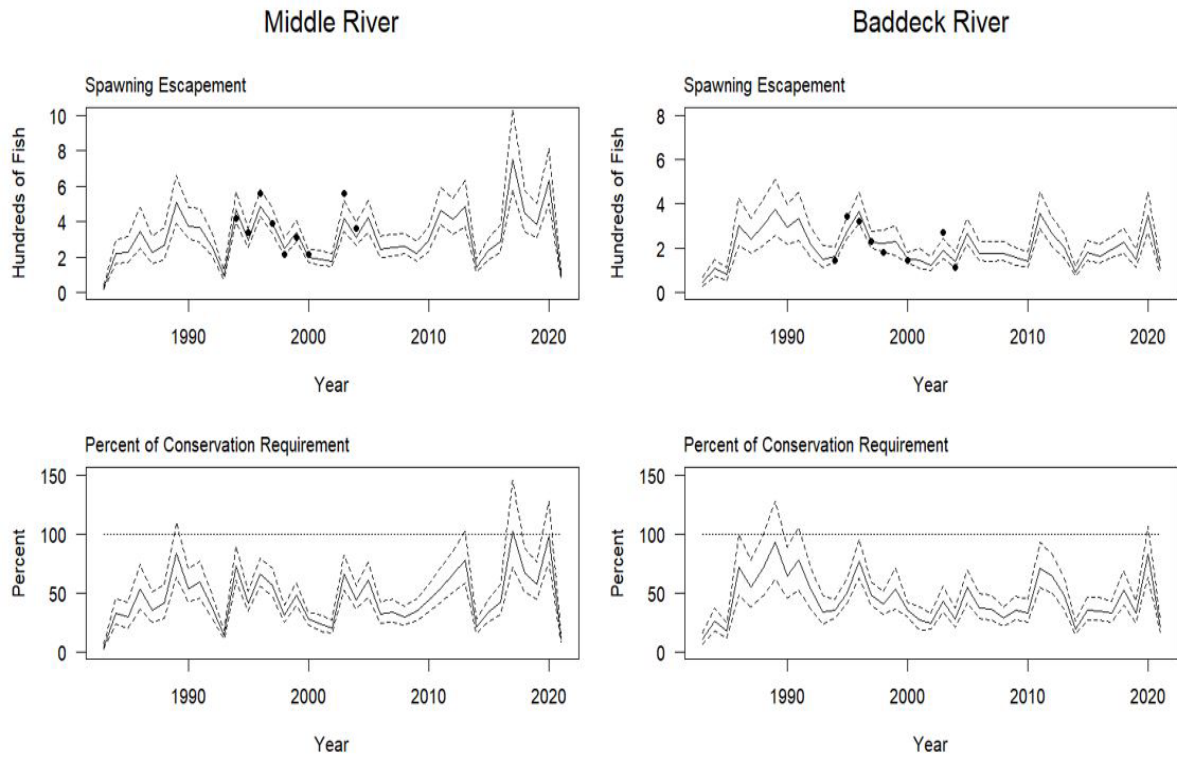 Middle River
Baddeck River
Spawning Escapement
Hundreds of Fish
10
8
6
4
2
0
1990
2000
2010
2020
Year
Spawning Escapement
Hundreds of Fish
8
6
4
2
0
1990
2000
2010
2020
Year
Percent of Conservation Requirement
Percent
150
100
50
0
1990
2000
2010
2020
Year
Percent of Conservation Requirement
Percent
150
100
50
0
1990
2000
2010
2020
Year